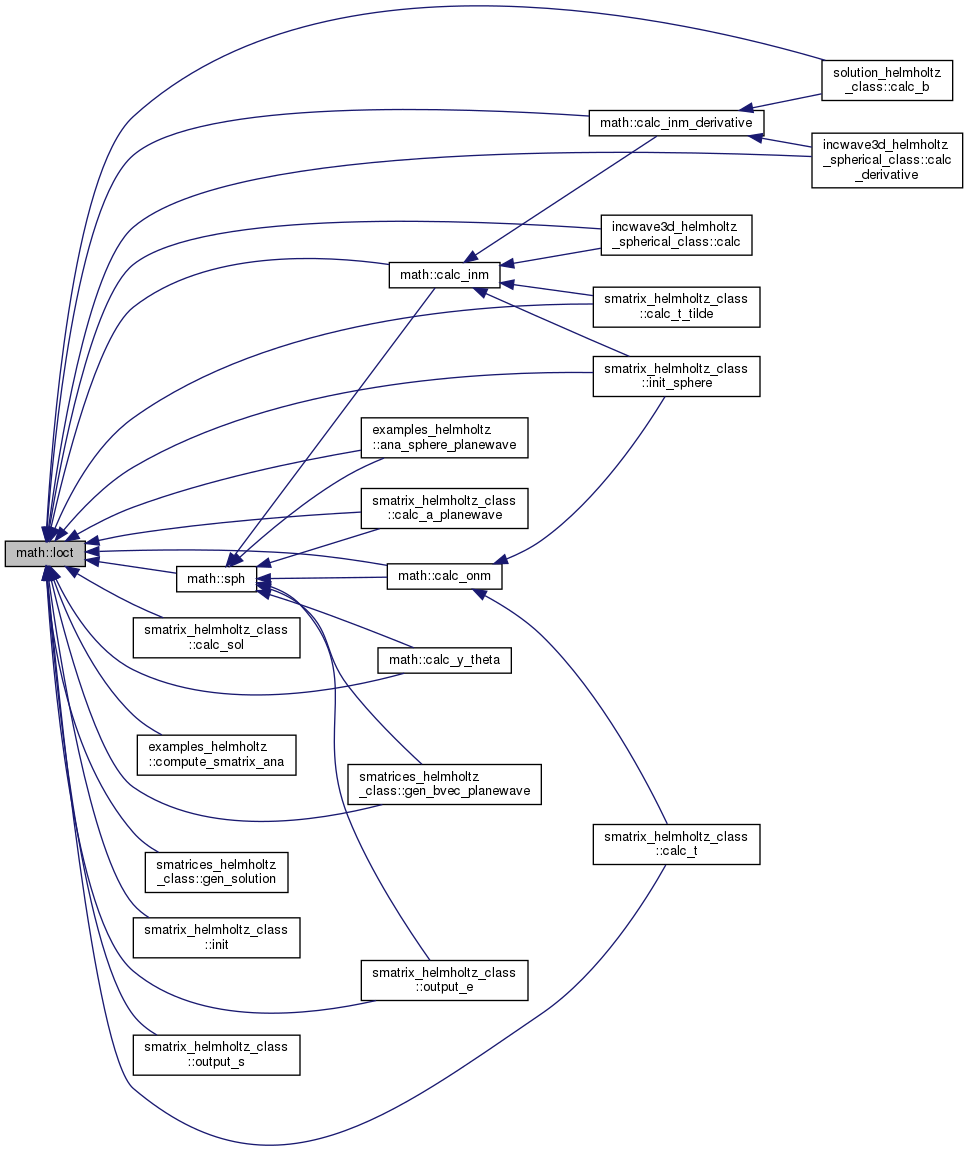 solution_helmholtz
_class::calc_b
math::calc_inm_derivative
incwave3d_helmholtz
_spherical_class::calc
_derivative
incwave3d_helmholtz
_spherical_class::calc
math::calc_inm
smatrix_helmholtz_class
::calc_t_tilde
smatrix_helmholtz_class
::init_sphere
examples_helmholtz
::ana_sphere_planewave
smatrix_helmholtz_class
::calc_a_planewave
math::loct
math::sph
math::calc_onm
smatrix_helmholtz_class
::calc_sol
math::calc_y_theta
examples_helmholtz
::compute_smatrix_ana
smatrices_helmholtz
_class::gen_bvec_planewave
smatrix_helmholtz_class
::calc_t
smatrices_helmholtz
_class::gen_solution
smatrix_helmholtz_class
::init
smatrix_helmholtz_class
::output_e
smatrix_helmholtz_class
::output_s